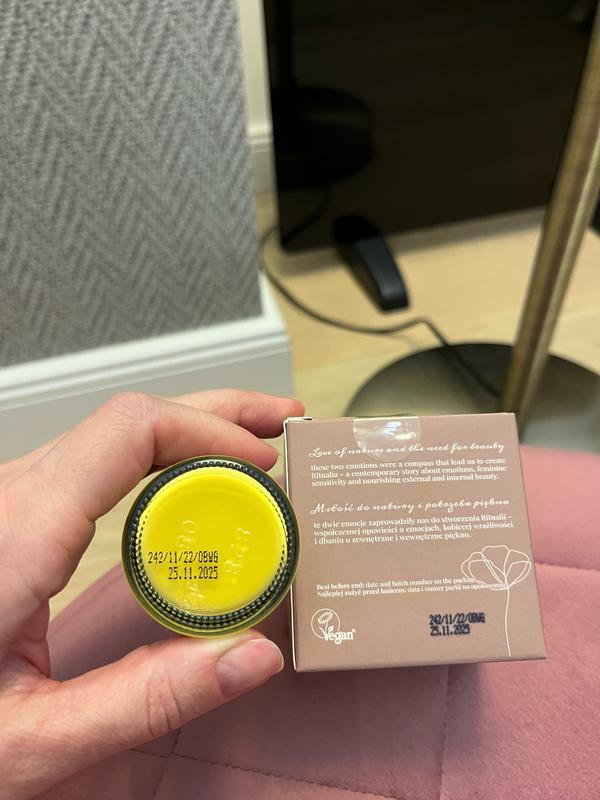 242/11/22/OBWG
25.11.2025
Love of nature and the need for beauty
these two emotions were a compass that lead us to create
Ritualia – a contemporary story about emotions, feminine
sensitivity and nourishing external and internal beauty.
Miłość do natury i potrzeba piękna
te dwie emocje zaprowadziły nas do stworzenia Ritualii –
współczesnej opowieści o emocjach, kobiecej wrażliwości
i dbaniu o zewnętrzne i wewnętrzne piękno.
Best before end: date and batch number on the package.
Najlepiej zużyć przed końcem: data i numer partii na opakowaniu.
Vegan
242/11/22/OBWG
25.11.2025